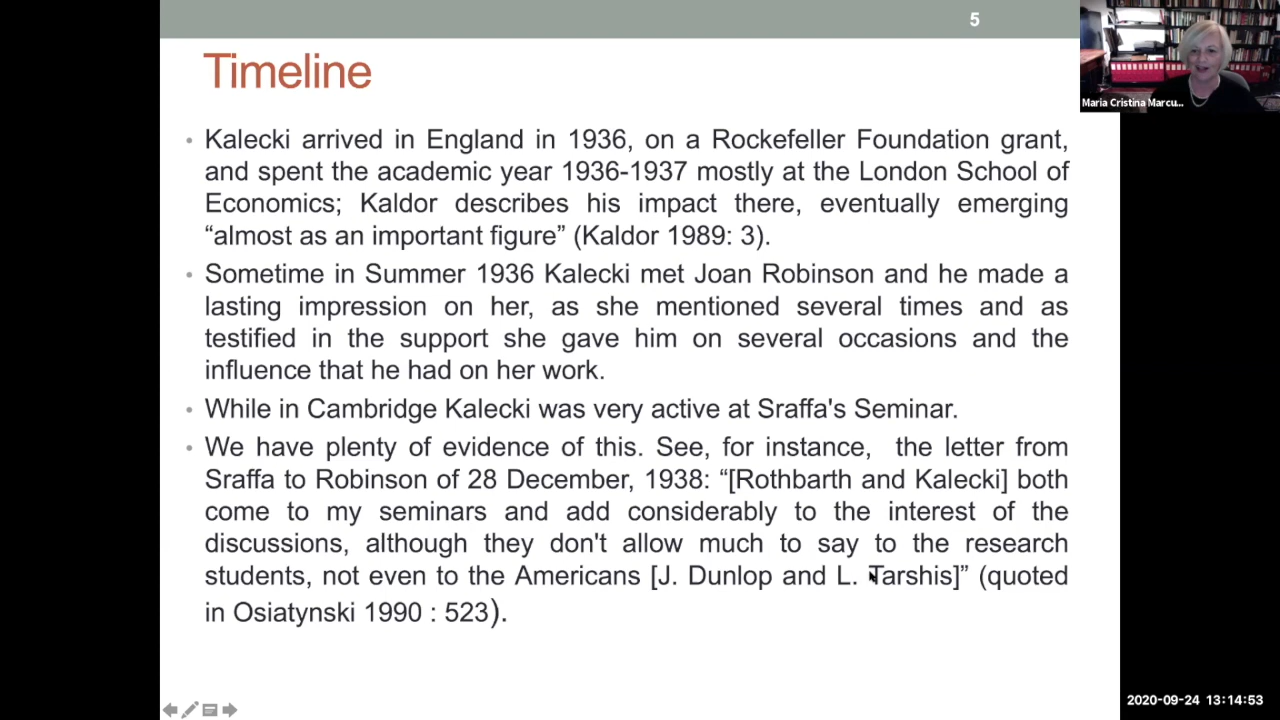 5
Maria Cristina Marcu...
Timeline
• Kalecki arrived in England in 1936, on a Rockefeller Foundation grant,
and spent the academic year 1936-1937 mostly at the London School of
Economics; Kaldor describes his impact there, eventually emerging
“almost as an important figure” (Kaldor 1989: 3).
• Sometime in Summer 1936 Kalecki met Joan Robinson and he made a
lasting impression on her, as she mentioned several times and as
testified in the support she gave him on several occasions and the
influence that he had on her work.
• While in Cambridge Kalecki was very active at Sraffa's Seminar.
• We have plenty of evidence of this. See, for instance, the letter from
Sraffa to Robinson of 28 December, 1938: “[Rothbarth and Kalecki] both
come to my seminars and add considerably to the interest of the
discussions, although they don't allow much to say to the research
students, not even to the Americans [J. Dunlop and L. Tarshis]” (quoted
in Osiatynski 1990 : 523).
2020-09-24 13:14:53